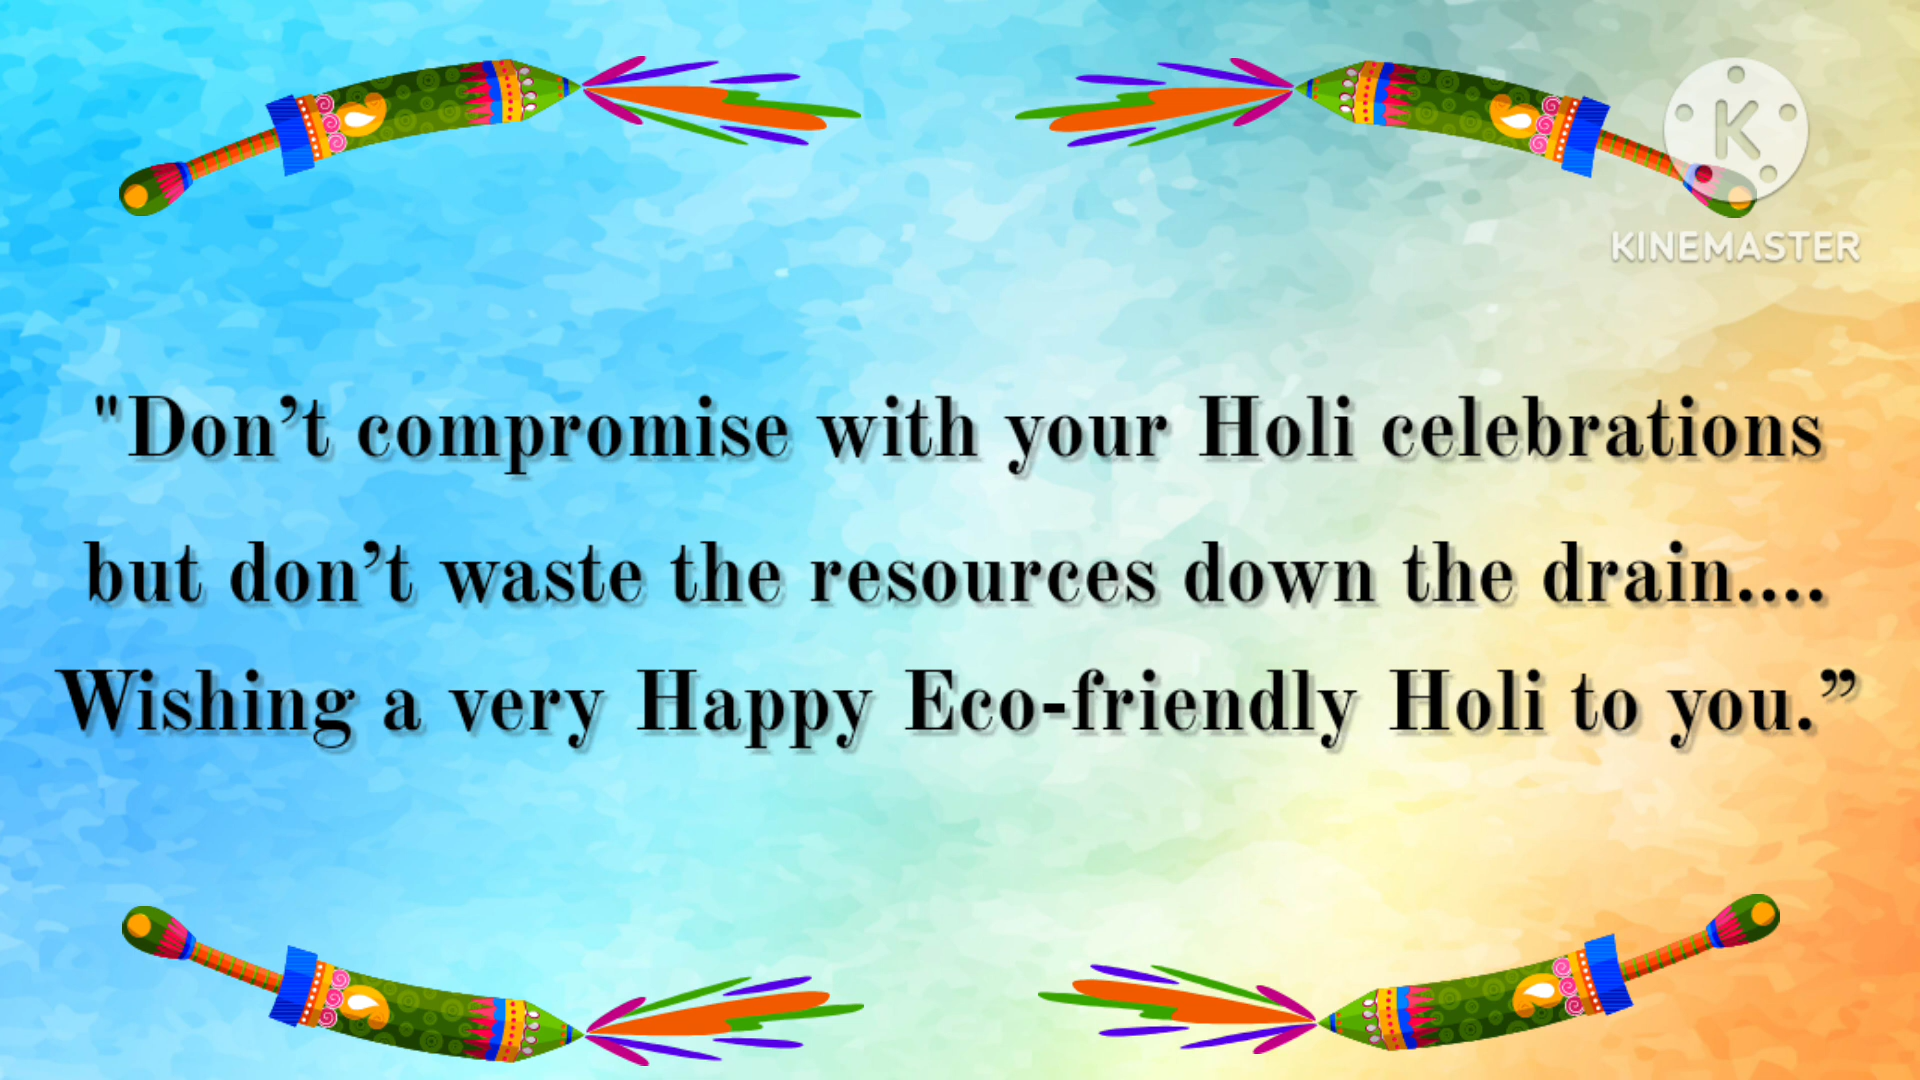 K
KINEMASTER
"Don’t compromise with your Holi celebrations
but don’t waste the resources down the drain....
Wishing a very Happy Eco-friendly Holi to you.”